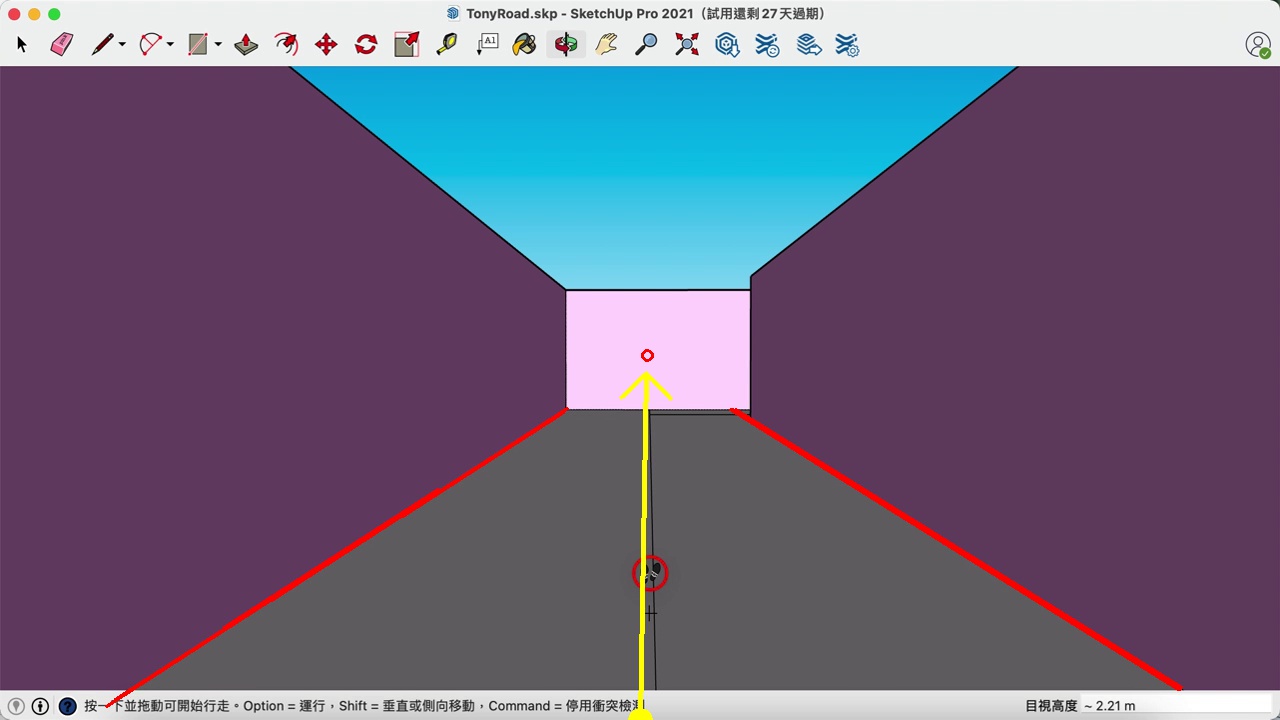 TonyRoad.skp - SketchUp Pro 2021（試用還剩 27 天過期）
A1
按一下並拖動可開始行走。Option = 運行，Shift = 垂直或側向移動，Command = 停用衝突檢測
目視高度 ~ 2.21 m